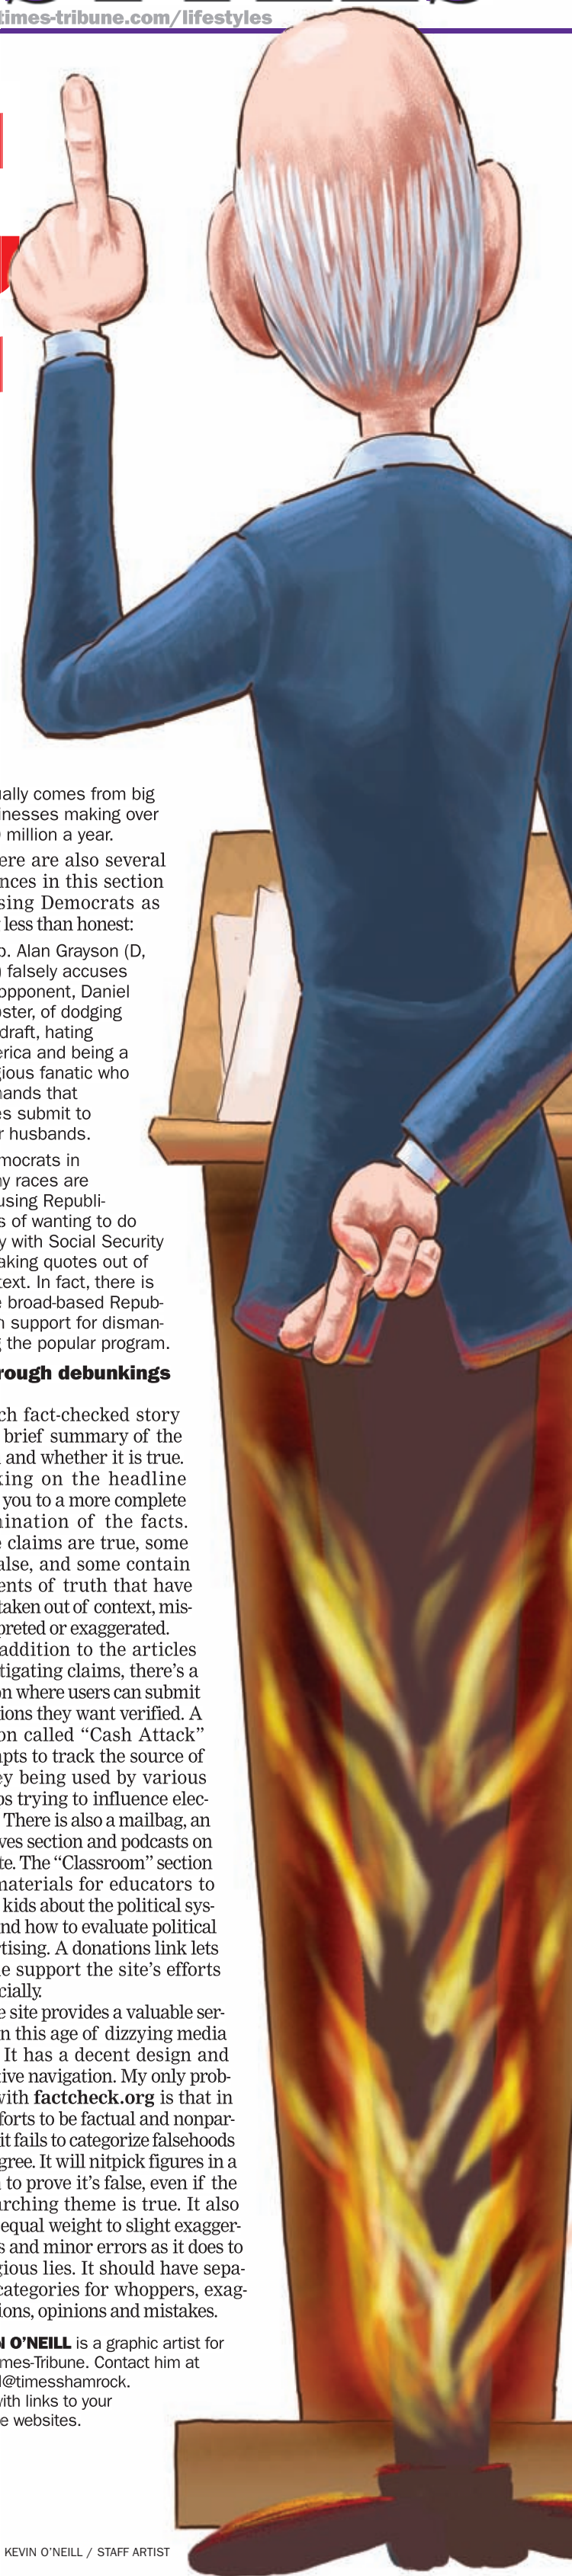 times-tribune.com/lifestyles
ually comes from big
inesses making over
million a year.
ere are also several
nces in this section
sing Democrats as
less than honest:
p. Alan Grayson (D,
) falsely accuses
opponent, Daniel
ster, of dodging
draft, hating
erica and being a
gious fanatic who
ands that
es submit to
r husbands.
mocrats in
ny races are
using Republi-
s of wanting to do
y with Social Security
aking quotes out of
text. In fact, there is
e broad-based Repub-
n support for disman-
g the popular program.
rough debunkings
ch fact-checked story
brief summary of the
and whether it is true.
king on the headline
you to a more complete
ination of the facts.
e claims are true, some
alse, and some contain
ents of truth that have
taken out of context, mis-
preted or exaggerated.
addition to the articles
tigating claims, there's a
on where users can submit
ions they want verified. A
on called “Cash Attack”
mpts to track the source of
ey being used by various
ps trying to influence elec-
There is also a mailbag, an
ves section and podcasts on
te. The “Classroom” section
materials for educators to
kids about the political sys-
nd how to evaluate political
rtising. A donations link lets
e support the site's efforts
cially.
e site provides a valuable ser-
n this age of dizzying media
It has a decent design and
tive navigation. My only prob-
with factcheck.org is that in
forts to be factual and nonpar-
it fails to categorize falsehoods
gree. It will nitpick figures in a
to prove it's false, even if the
arching theme is true. It also
equal weight to slight exagger-
s and minor errors as it does to
gious lies. It should have sepa-
categories for whoppers, exag-
ions, opinions and mistakes.
N O'NEILL is a graphic artist for
mes-Tribune. Contact him at
l@timesshamrock.
with links to your
e websites.
KEVIN O'NEILL / STAFF ARTIST